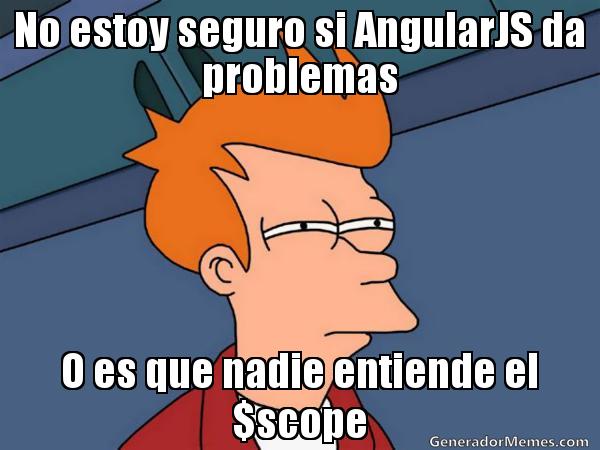 No estoy seguro si AngularJS da
problemas
O es que nadie entiende el
$scope
GeneradorMemes.com